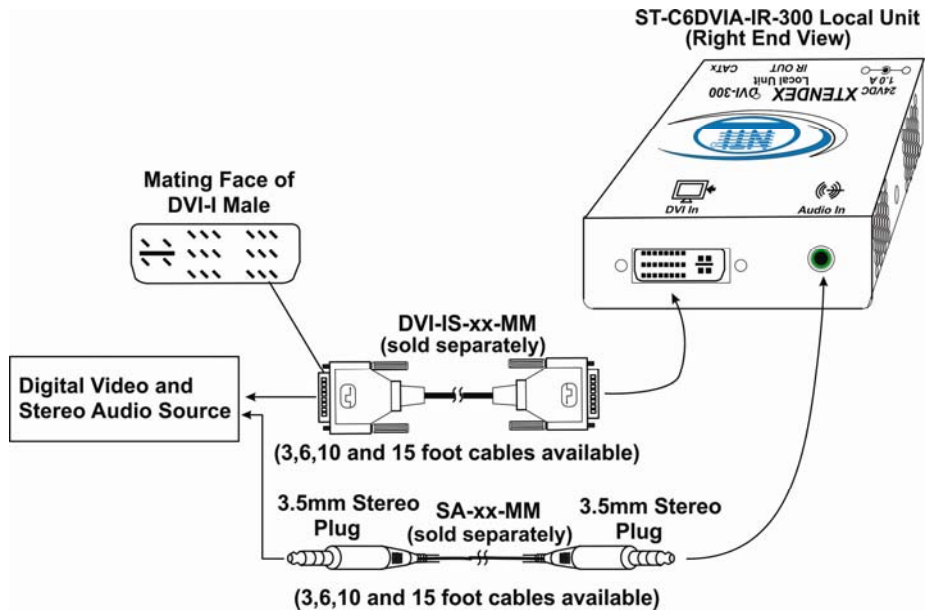 ST-C6DVIA-IR-300 Local Unit
(Right End View)
CATx
IR OUT
Local Unit
DVI-300
XTENDEX
24VDC
1.0 A
NTI
DVI In
Audio In
Mating Face of
DVI-I Male
DVI-IS-xx-MM
(sold separately)
Digital Video and
Stereo Audio Source
(3,6,10 and 15 foot cables available)
3.5mm Stereo
Plug
SA-xx-MM
(sold separately)
3.5mm Stereo
Plug
(3,6,10 and 15 foot cables available)